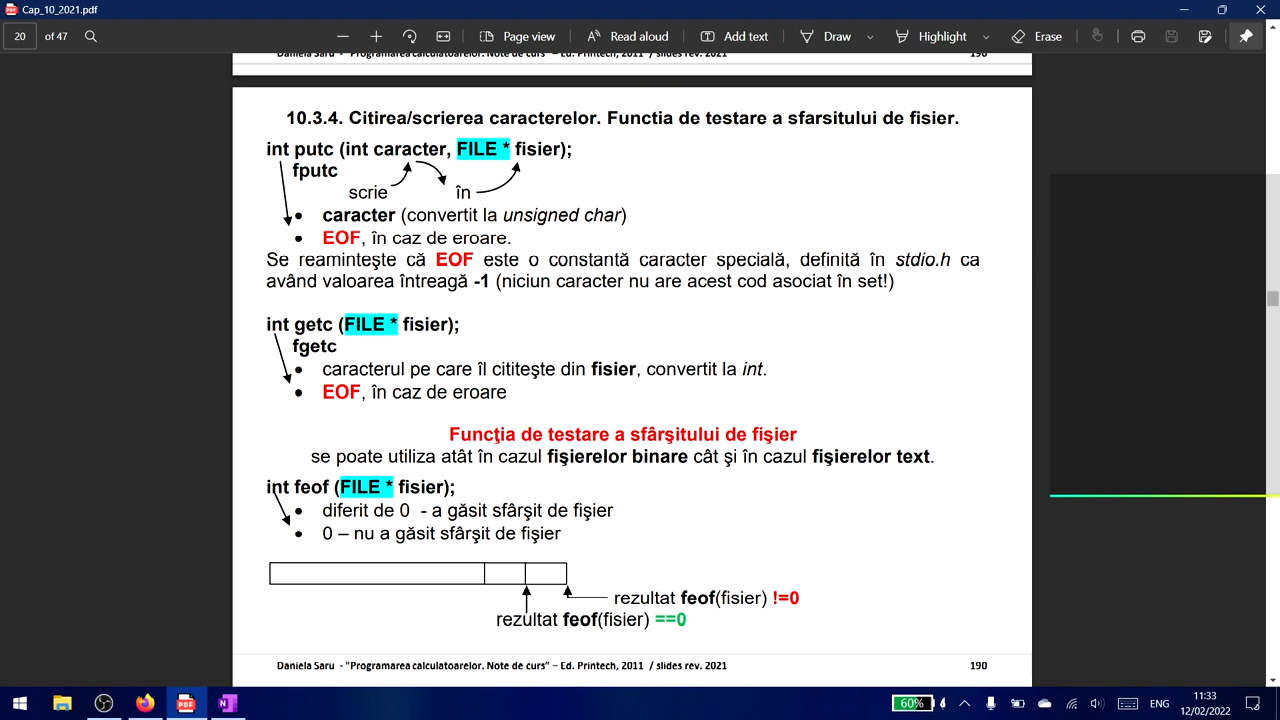 Cap_10_2021.pdf
20 of 47 Page view Read aloud Add text Draw Highlight Erase
Daniela Saru - "Programarea calculatoarelor. Note de curs" – Ed. Printech, 2011 / slides rev. 2021 190
10.3.4. Citirea/scrierea caracterelor. Functia de testare a sfarsitului de fisier.
int putc (int caracter, FILE * fisier);
fputc
scrie în
• caracter (convertit la unsigned char)
• EOF, în caz de eroare.
Se reaminteşte că EOF este o constantă caracter specială, definită în stdio.h ca
având valoarea întreagă -1 (niciun caracter nu are acest cod asociat în set!)
int getc (FILE * fisier);
fgetc
• caracterul pe care îl cititeşte din fisier, convertit la int.
• EOF, în caz de eroare
Funcţia de testare a sfârşitului de fişier
se poate utiliza atât în cazul fişierelor binare cât şi în cazul fişierelor text.
int feof (FILE * fisier);
• diferit de 0 - a găsit sfârşit de fişier
• 0 – nu a găsit sfârşit de fişier
rezultat feof(fisier) !=0
rezultat feof(fisier) ==0
Daniela Saru - "Programarea calculatoarelor. Note de curs" – Ed. Printech, 2011 / slides rev. 2021 190
60% ENG 11:33
12/02/2022